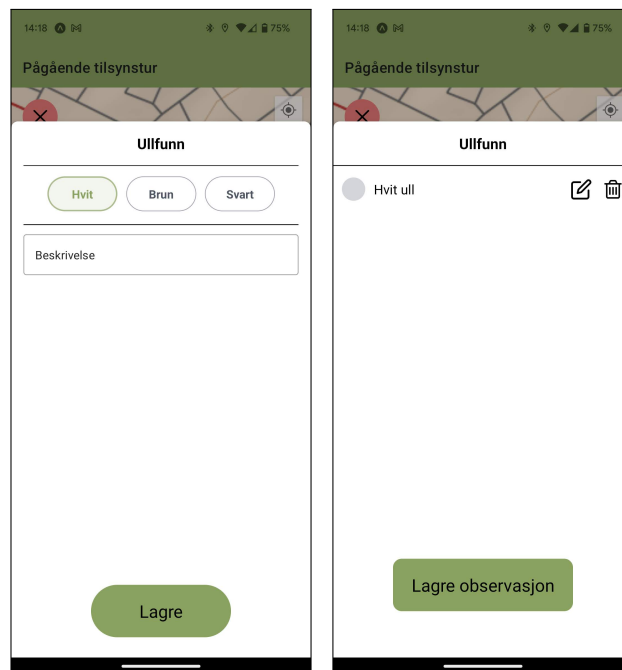 14:18 75%
Pågående tilsynstur
Ullfunn
Hvit Brun Svart
Beskrivelse
Lagre
14:18 75%
Pågående tilsynstur
Ullfunn
Hvit ull
Lagre observasjon